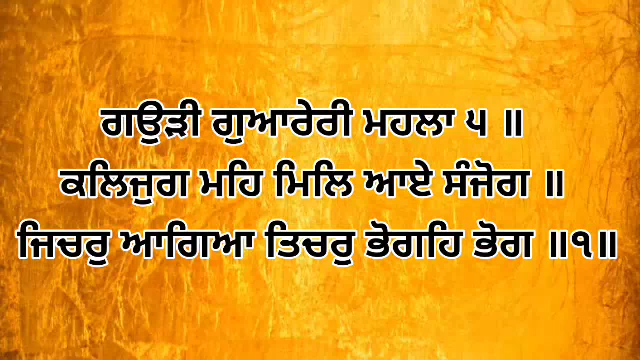 ਗਉੜੀ ਗੁਆਰੇਰੀ ਮਹਲਾ ੫ ॥
ਕਲਿਜੁਗ ਮਹਿ ਮਿਲਿ ਆਏ ਸੰਜੋਗ ॥
ਜਿਚਰੁ ਆਗਿਆ ਤਿਚਰੁ ਭੋਗਹਿ ਭੋਗ ॥੧॥